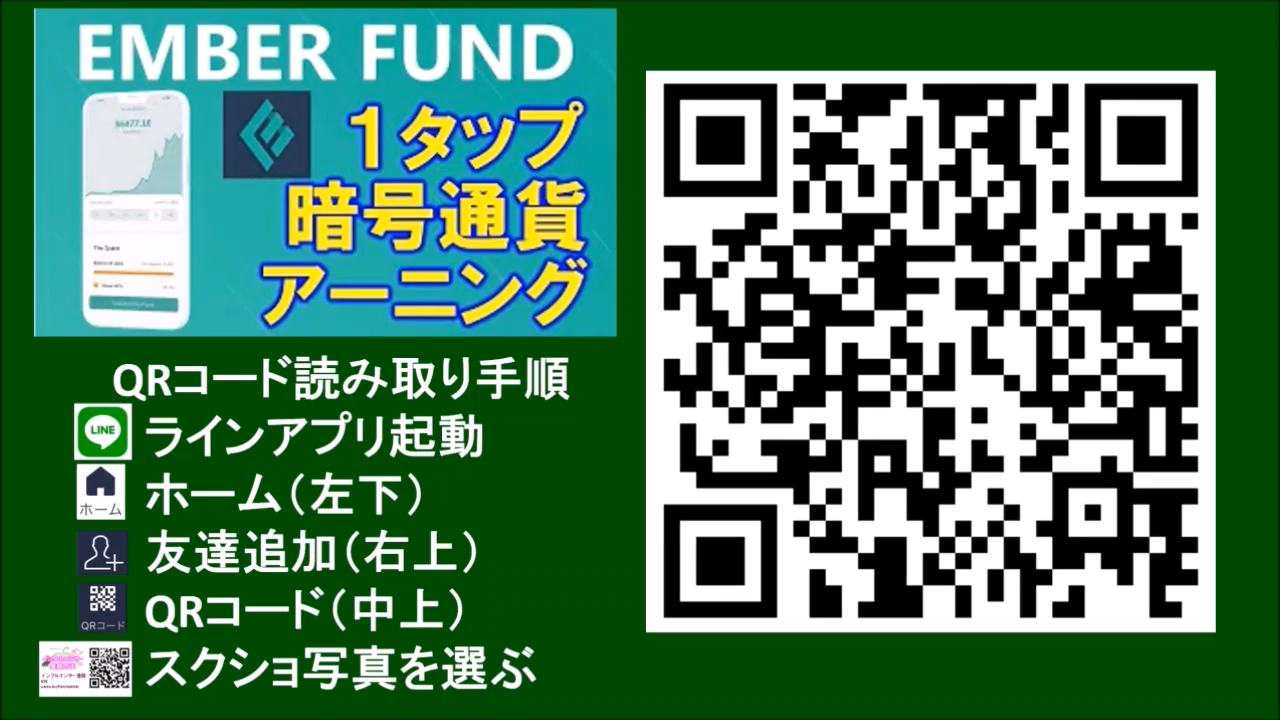 EMBER FUND
１タップ
暗号通貨
アーニング
QRコード読み取り手順
LINE
ラインアプリ起動
ホーム
ホーム（左下）
友達追加（右上）
QRコード
QRコード（中上）
スクショ写真を選ぶ